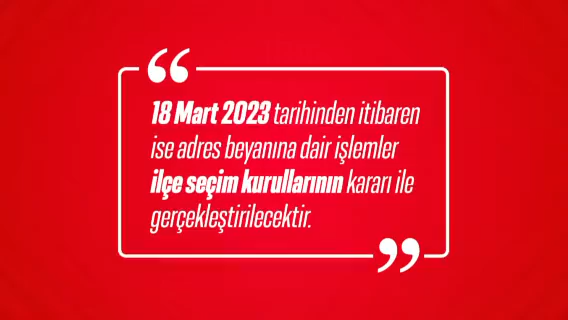 “
18 Mart 2023 tarihinden itibaren
ise adres beyanına dair işlemler
ilçe seçim kurullarının kararı ile
gerçekleştirilecektir.
”